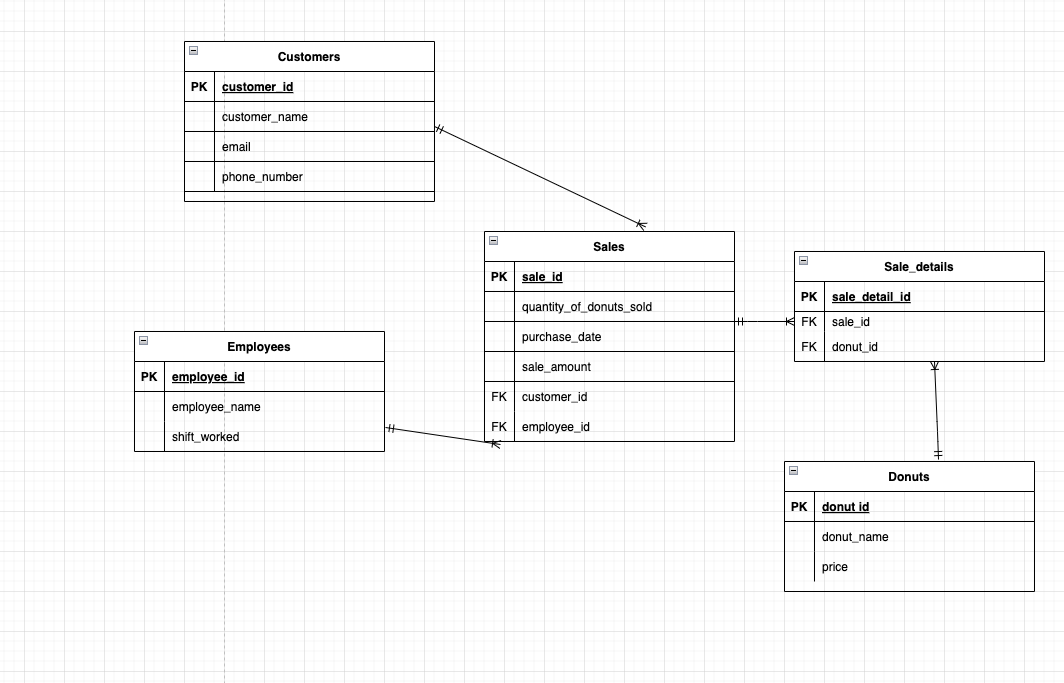 Customers
PK customer_id
customer_name
email
phone_number
Sales
PK sale_id
quantity_of_donuts_sold
purchase_date
sale_amount
FK customer_id
FK employee_id
Sale_details
PK sale_detail_id
FK sale_id
FK donut_id
Employees
PK employee_id
employee_name
shift_worked
Donuts
PK donut id
donut_name
price